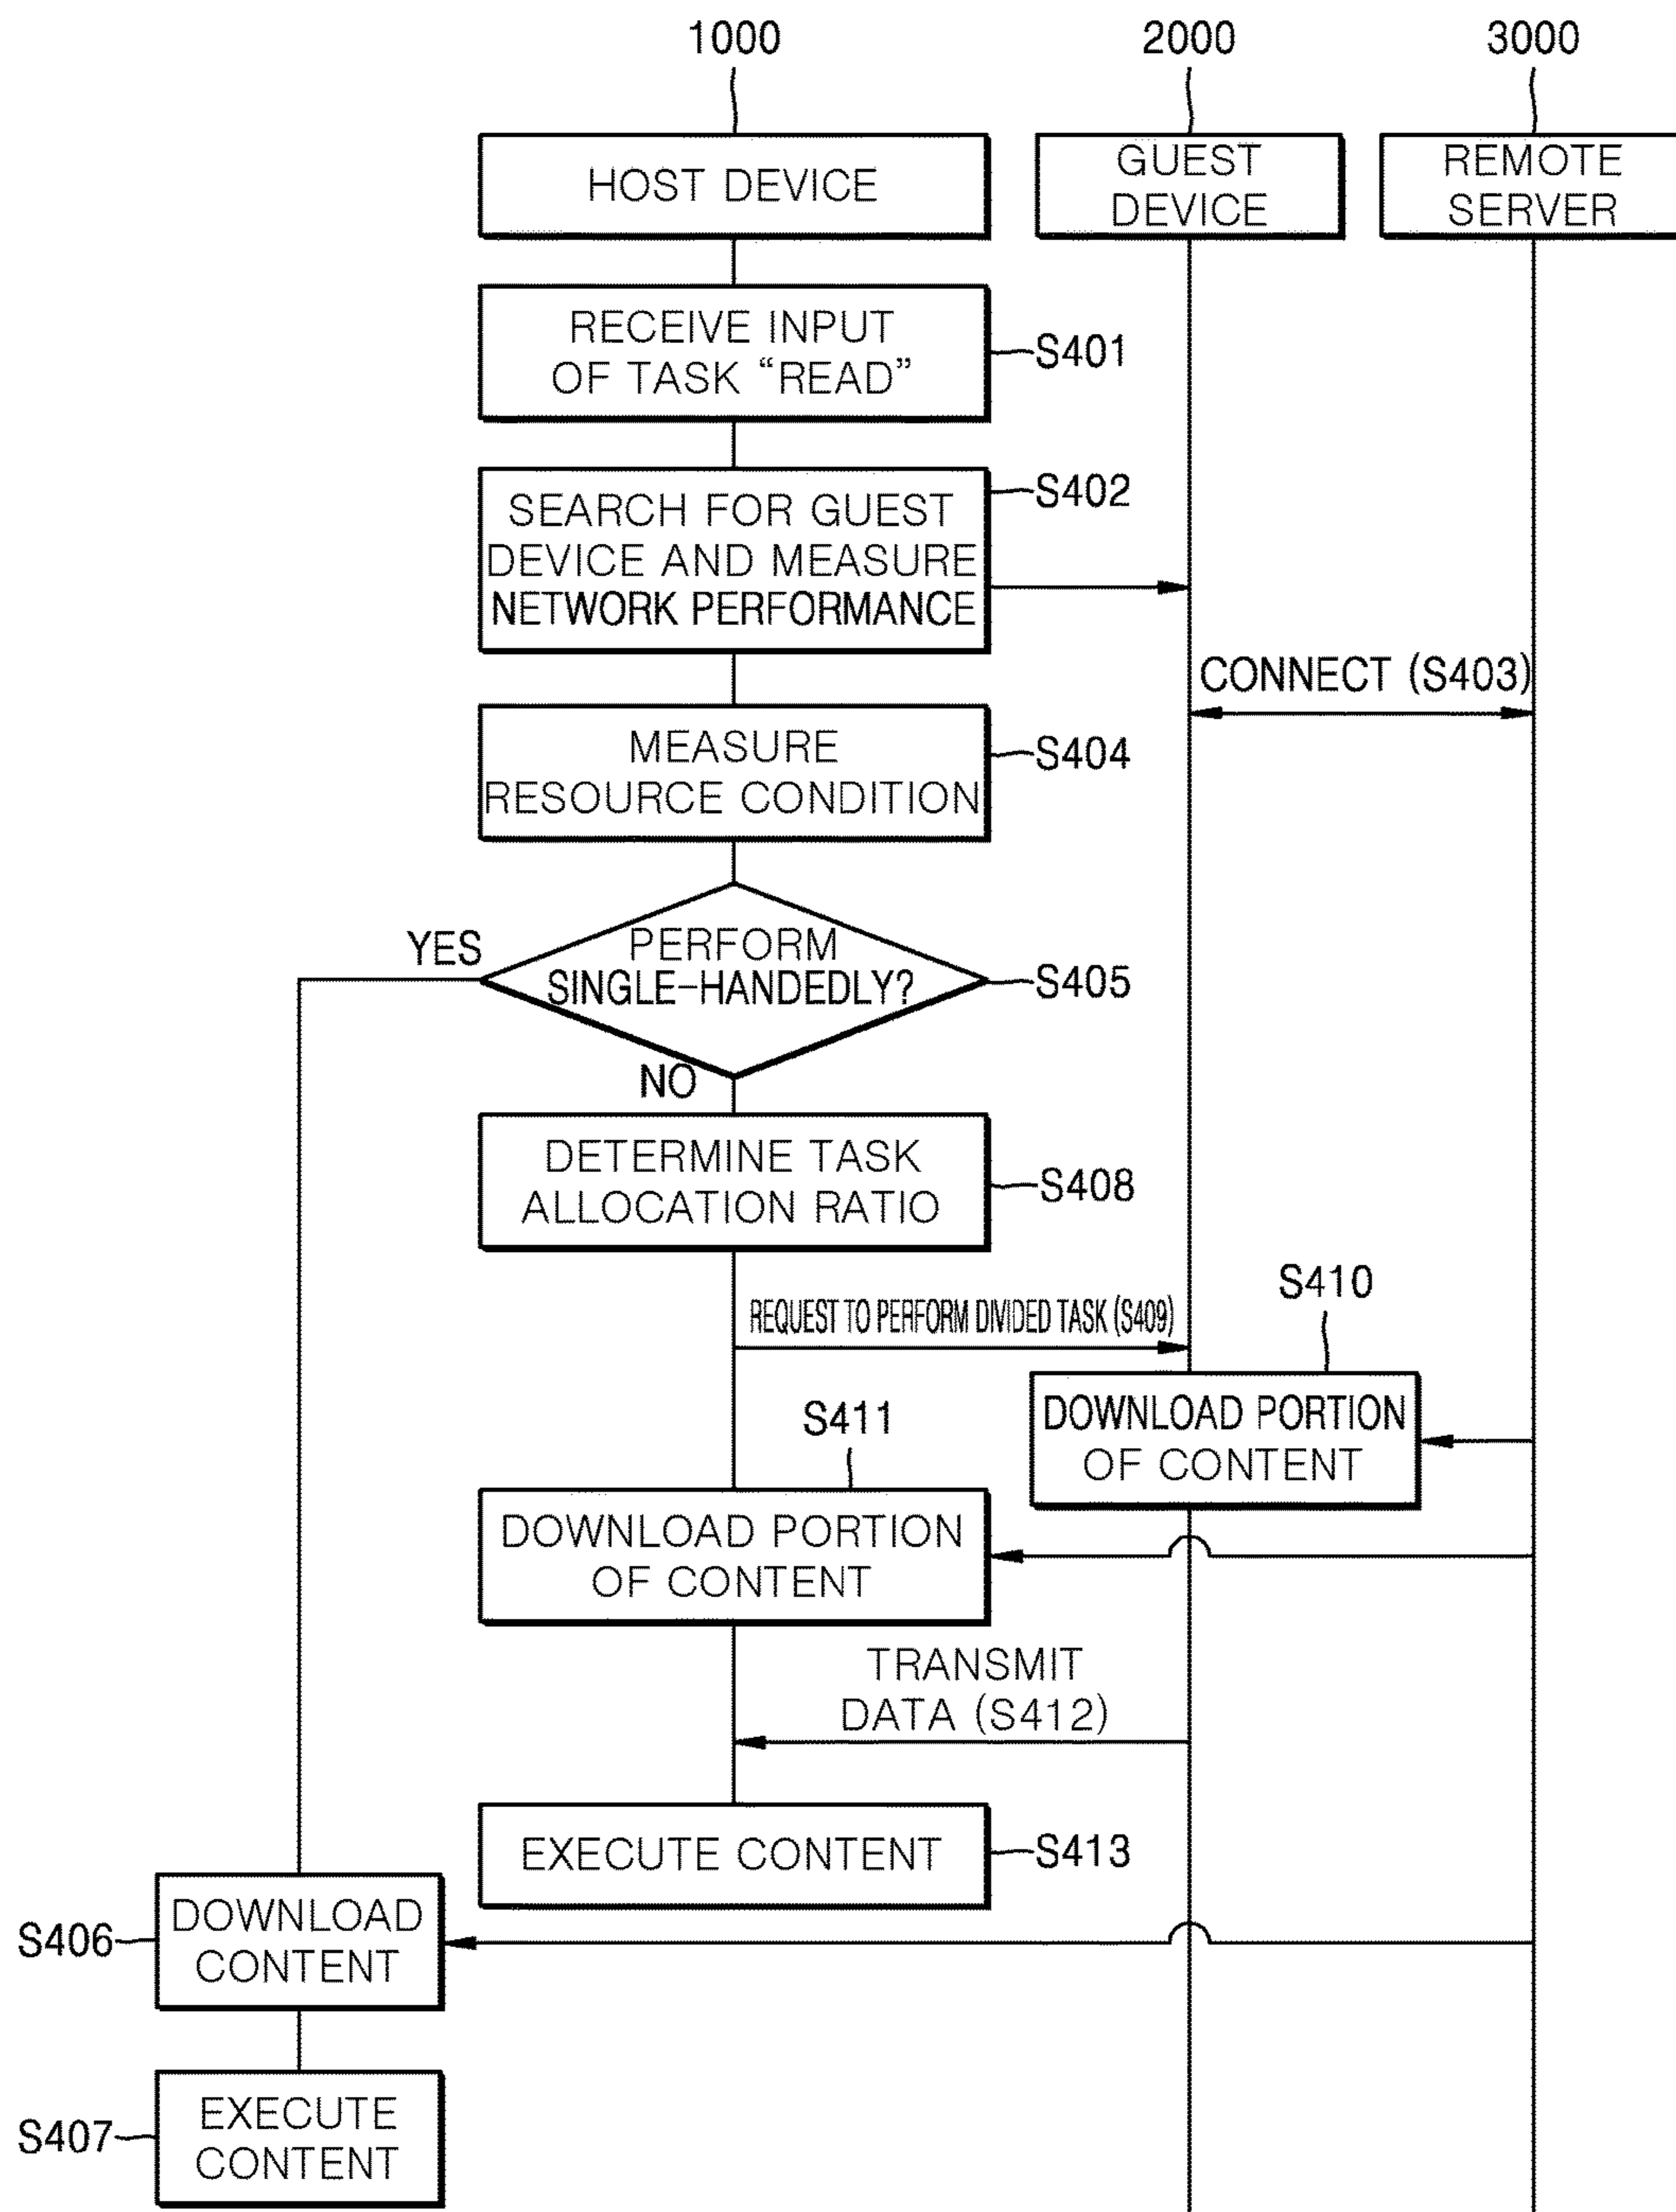 1000
2000
3000
HOST DEVICE
GUEST
DEVICE
REMOTE
SERVER
RECEIVE INPUT
OF TASK “READ”
S401
SEARCH FOR GUEST
DEVICE AND MEASURE
NETWORK PERFORMANCE
S402
CONNECT (S403)
MEASURE
RESOURCE CONDITION
S404
YES
PERFORM
SINGLE-HANDEDLY?
S405
NO
DETERMINE TASK
ALLOCATION RATIO
S408
REQUEST TO PERFORM DIVIDED TASK (S409)
S410
DOWNLOAD PORTION
OF CONTENT
S411
DOWNLOAD PORTION
OF CONTENT
TRANSMIT
DATA (S412)
EXECUTE CONTENT
S413
S406
DOWNLOAD
CONTENT
S407
EXECUTE
CONTENT